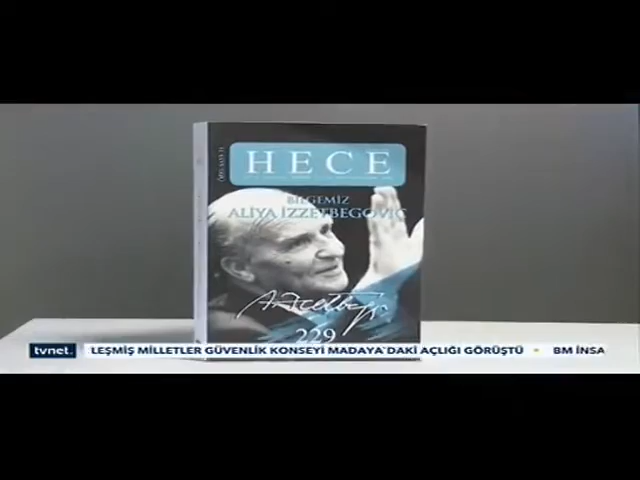 HECE
BİLGEMİZ
ALİYA İZZETBEGOVİÇ
229
tvnet. LEŞMİŞ MİLLETLER GÜVENLİK KONSEYİ MADAYA'DAKİ AÇLIĞI GÖRÜŞTÜ BM İNSA